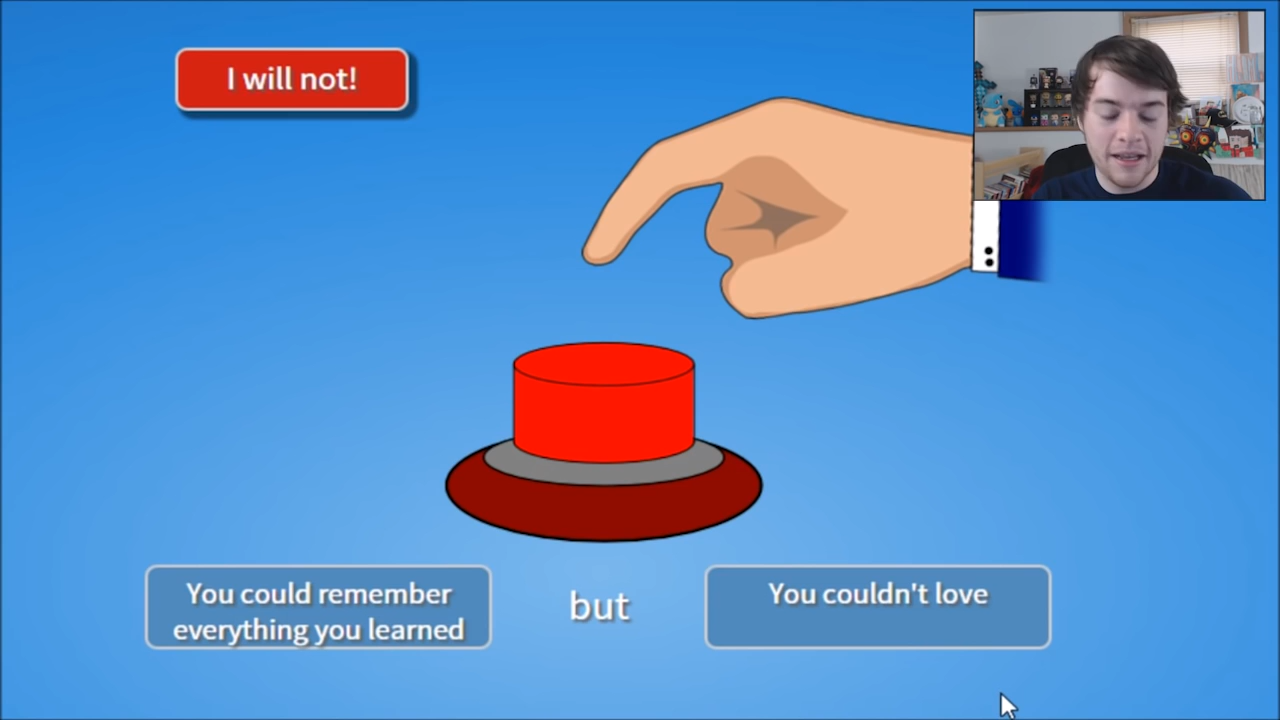 I will not!
You could remember
everything you learned
but
You couldn't love